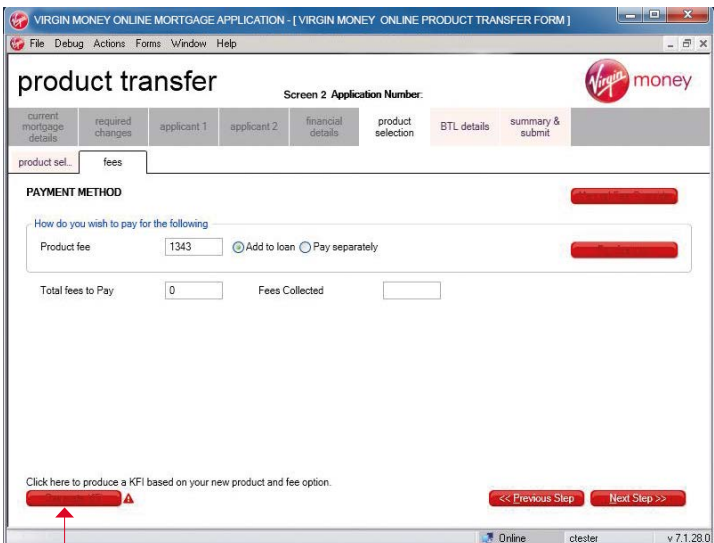 VIRGIN MONEY ONLINE MORTGAGE APPLICATION - [ VIRGIN MONEY  ONLINE PRODUCT TRANSFER FORM ]
File Debug Actions Forms Window Help
product transfer
Screen 2 Application Number:
Virgin money
current mortgage details
required changes
applicant 1
applicant 2
financial details
product selection
BTL details
summary & submit
product sel...
fees
PAYMENT METHOD
How do you wish to pay for the following
Product fee 1343 Add to loan Pay separately
Total fees to Pay 0 Fees Collected
Click here to produce a KFI based on your new product and fee option.
<< Previous Step Next Step >>
Online ctester v 7.1.28.0